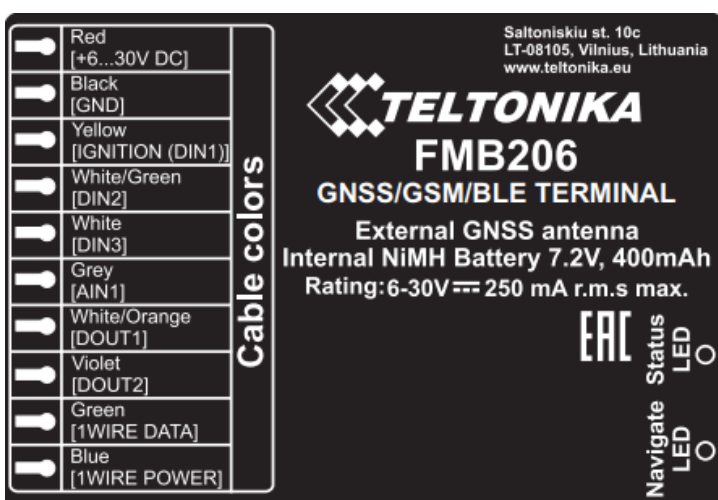 Red
[+6...30V DC]
Black
[GND]
Yellow
[IGNITION (DIN1)]
White/Green
[DIN2]
White
[DIN3]
Grey
[AIN1]
White/Orange
[DOUT1]
Violet
[DOUT2]
Green
[1WIRE DATA]
Blue
[1WIRE POWER]
Cable colors
Saltoniskiu st. 10c
LT-08105, Vilnius, Lithuania
www.teltonika.eu
TELTONIKA
FMB206
GNSS/GSM/BLE TERMINAL
External GNSS antenna
Internal NiMH Battery 7.2V, 400mAh
Rating:6-30V⎓250 mA r.m.s max.
EAC
Status
LED
Navigate
LED